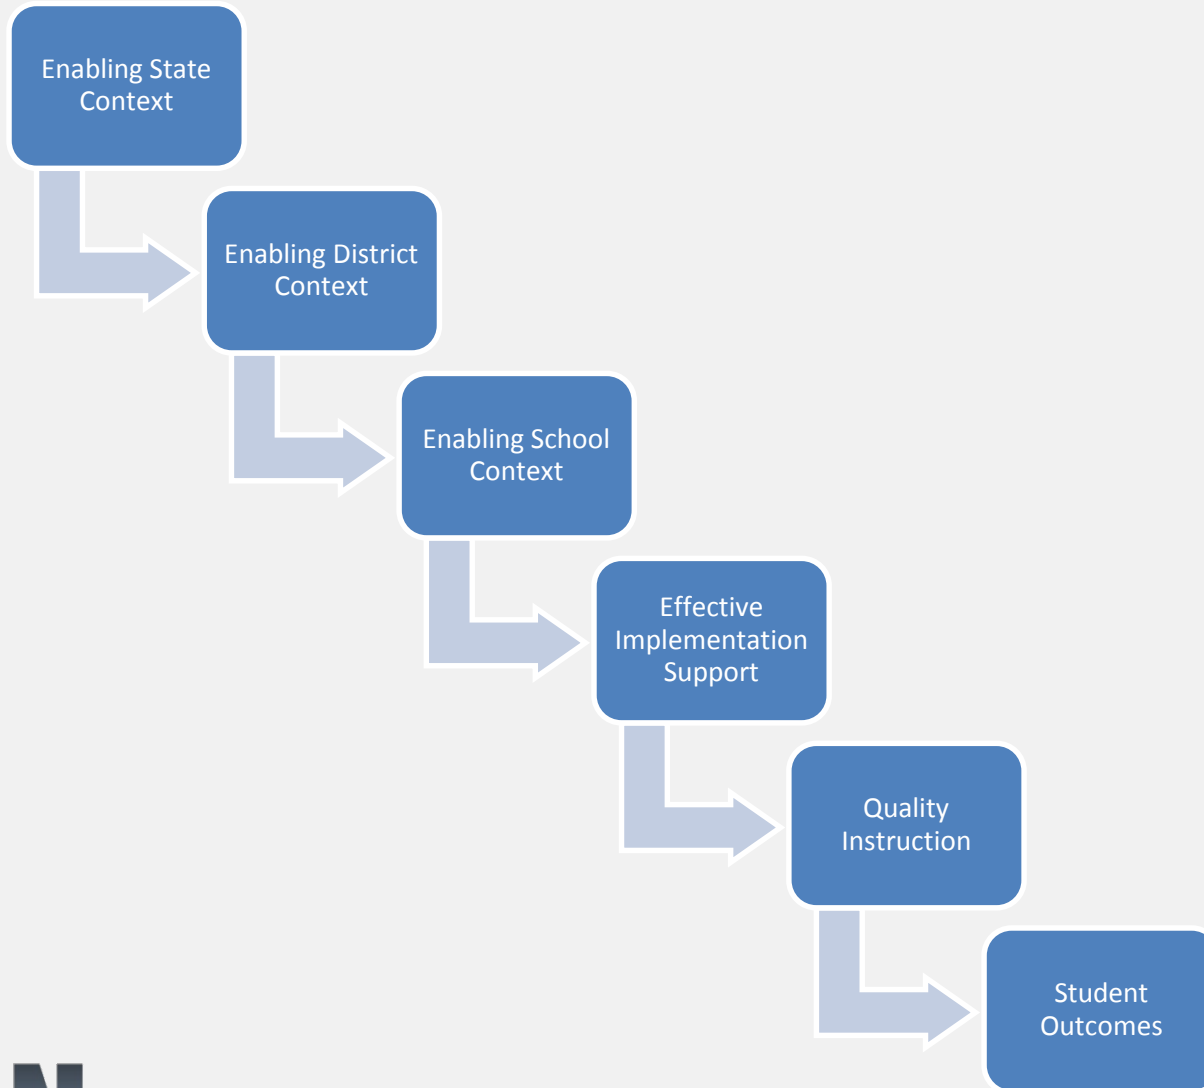 Enabling State
Context
Enabling District
Context
Enabling School
Context
Effective
Implementation
Support
Quality
Instruction
Student
Outcomes